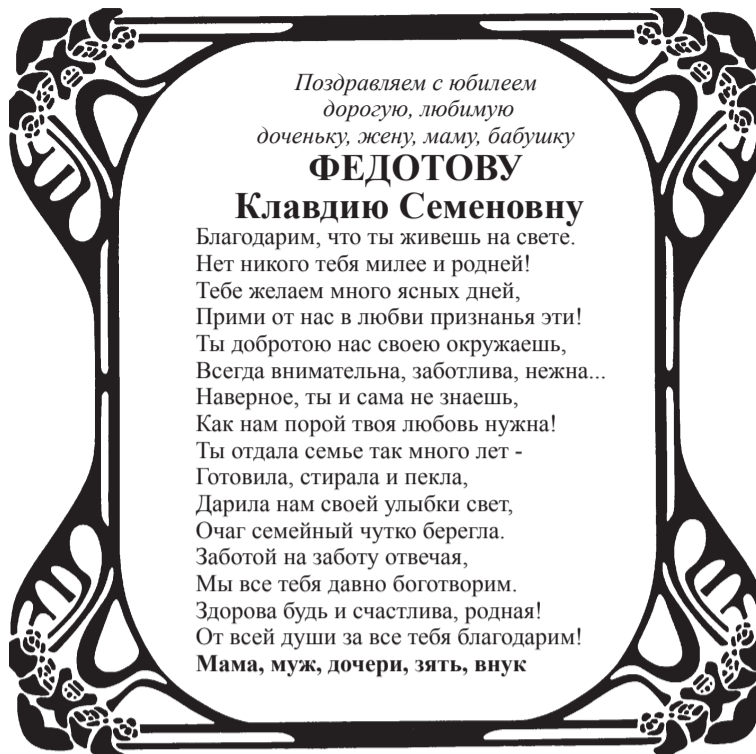 Поздравляем с юбилеем
дорогую, любимую
доченьку, жену, маму, бабушку
ФЕДОТОВУ
Клавдию Семеновну
Благодарим, что ты живешь на свете.
Нет никого тебя милее и родней!
Тебе желаем много ясных дней,
Прими от нас в любви признанья эти!
Ты добротою нас своею окружаешь,
Всегда внимательна, заботлива, нежна...
Наверное, ты и сама не знаешь,
Как нам порой твоя любовь нужна!
Ты отдала семье так много лет -
Готовила, стирала и пекла,
Дарила нам своей улыбки свет,
Очаг семейный чутко берегла.
Заботой на заботу отвечая,
Мы все тебя давно боготворим.
Здорова будь и счастлива, родная!
От всей души за все тебя благодарим!
Мама, муж, дочери, зять, внук